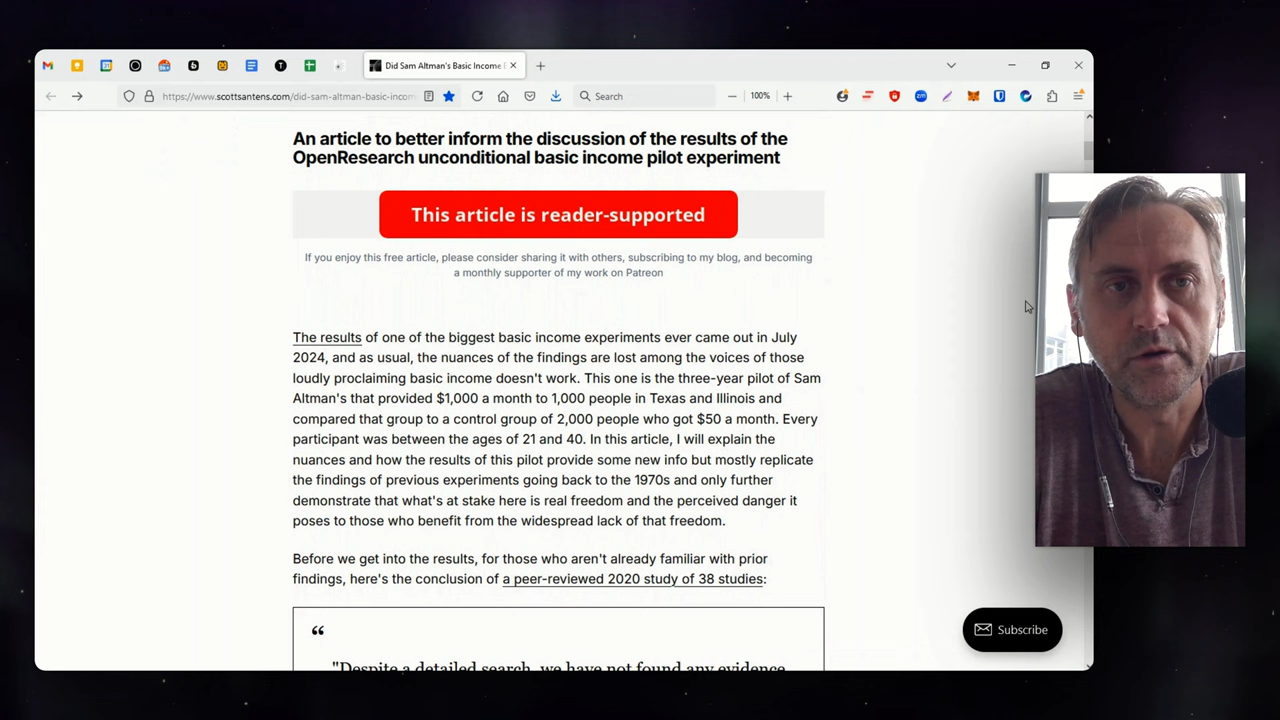 Did Sam Altman's Basic Income E
https://www.scottsantens.com/did-sam-altman-basic-incom
Search
100%
An article to better inform the discussion of the results of the
OpenResearch unconditional basic income pilot experiment
This article is reader-supported
If you enjoy this free article, please consider sharing it with others, subscribing to my blog, and becoming
a monthly supporter of my work on Patreon
The results of one of the biggest basic income experiments ever came out in July
2024, and as usual, the nuances of the findings are lost among the voices of those
loudly proclaiming basic income doesn't work. This one is the three-year pilot of Sam
Altman's that provided $1,000 a month to 1,000 people in Texas and Illinois and
compared that group to a control group of 2,000 people who got $50 a month. Every
participant was between the ages of 21 and 40. In this article, I will explain the
nuances and how the results of this pilot provide some new info but mostly replicate
the findings of previous experiments going back to the 1970s and only further
demonstrate that what's at stake here is real freedom and the perceived danger it
poses to those who benefit from the widespread lack of that freedom.
Before we get into the results, for those who aren't already familiar with prior
findings, here's the conclusion of a peer-reviewed 2020 study of 38 studies:
“
"Despite a detailed search, we have not found any evidence
Subscribe